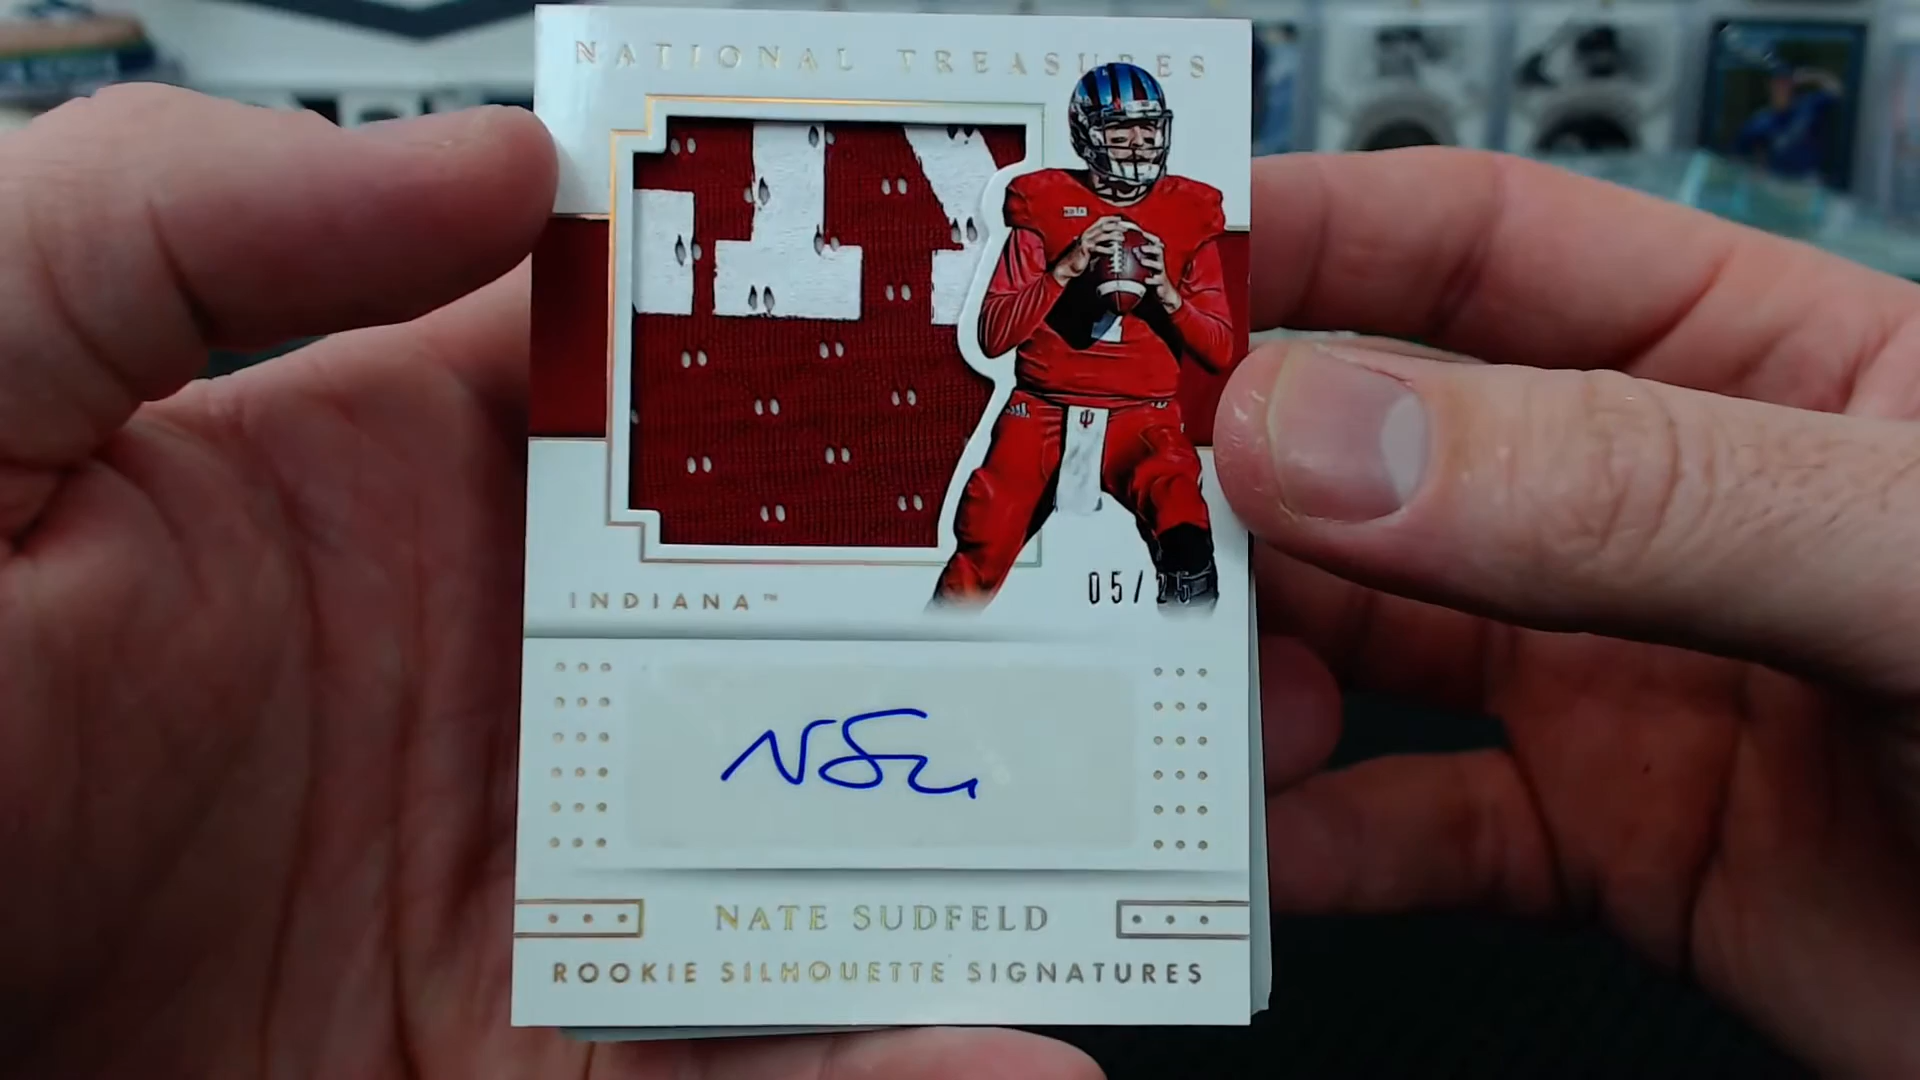 NATIONAL TREASURES
INDIANA™
05/25
NATE SUDFELD
ROOKIE SILHOUETTE SIGNATURES